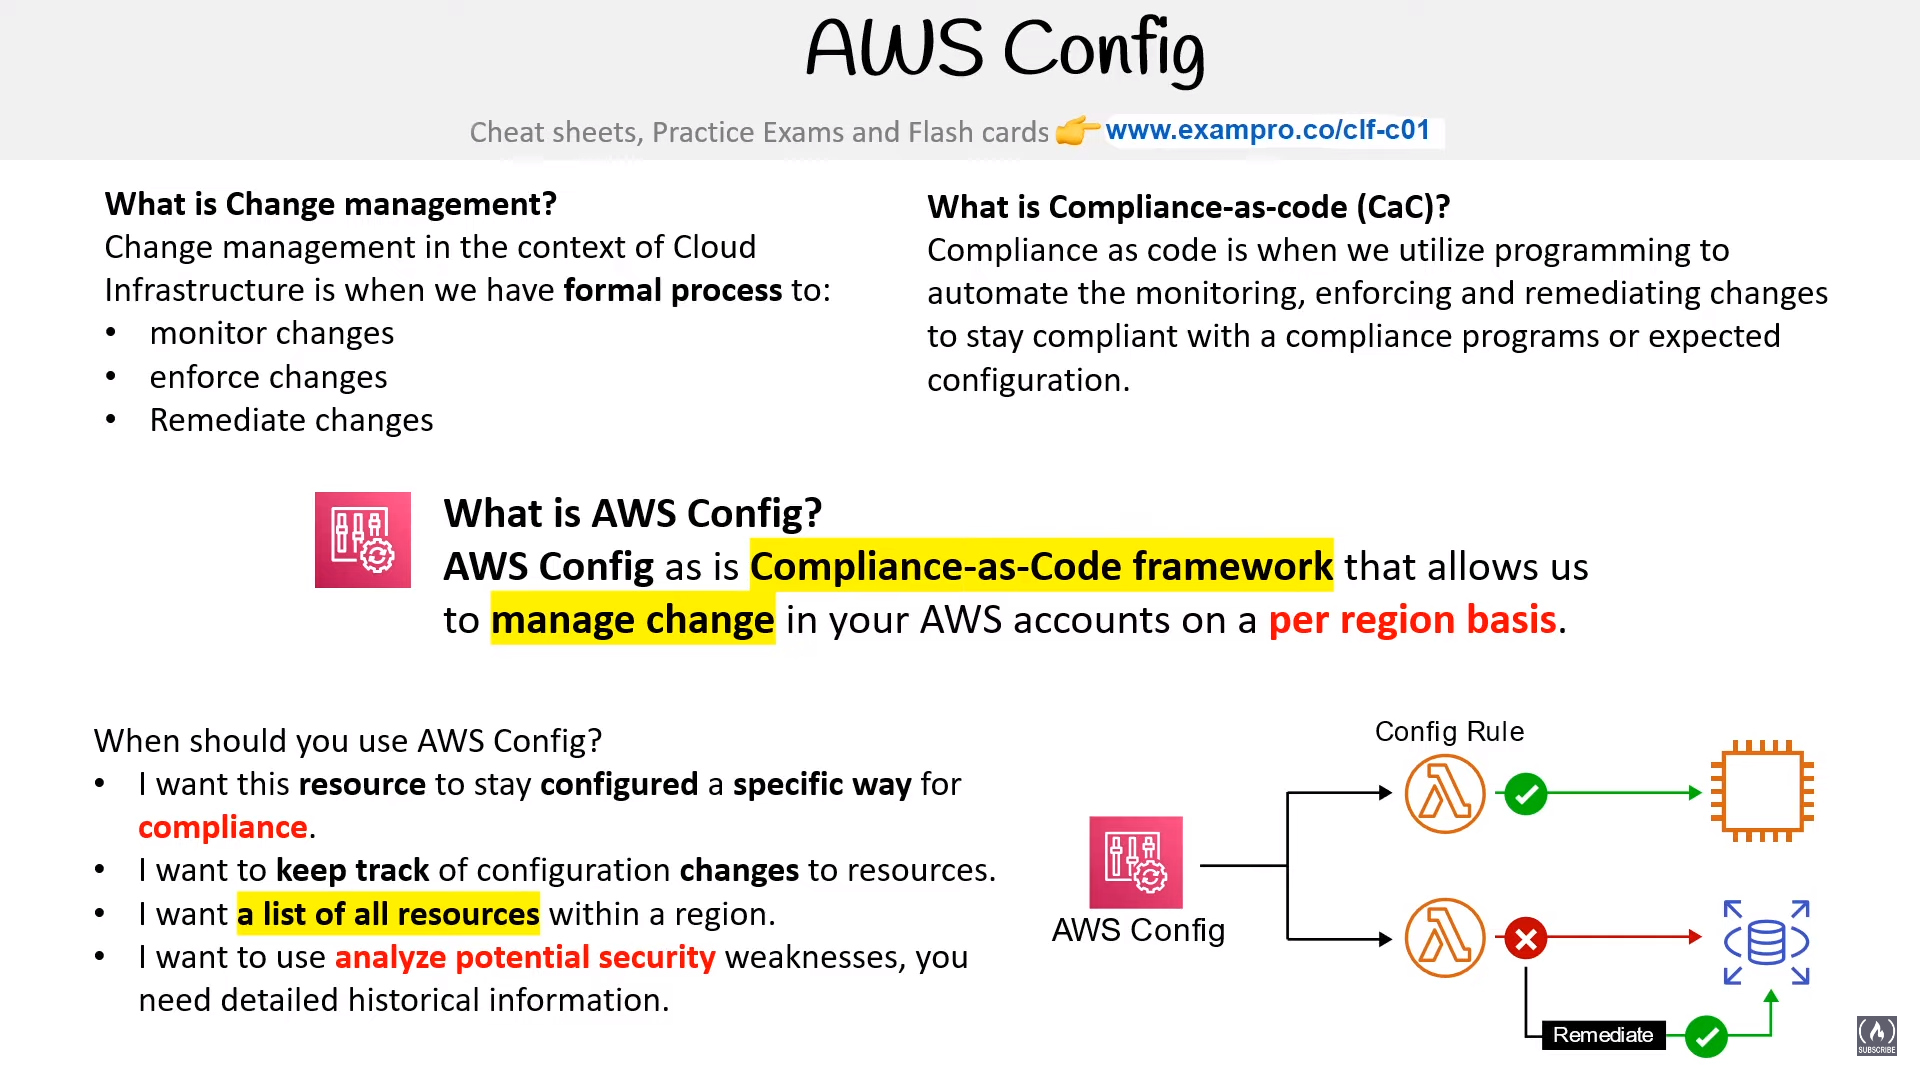 AWS Config
Cheat sheets, Practice Exams and Flash cards 👉 www.exampro.co/clf-c01
What is Change management?
Change management in the context of Cloud
Infrastructure is when we have formal process to:
• monitor changes
• enforce changes
• Remediate changes
What is Compliance-as-code (CaC)?
Compliance as code is when we utilize programming to
automate the monitoring, enforcing and remediating changes
to stay compliant with a compliance programs or expected
configuration.
What is AWS Config?
AWS Config as is Compliance-as-Code framework that allows us
to manage change in your AWS accounts on a per region basis.
When should you use AWS Config?
• I want this resource to stay configured a specific way for
compliance.
• I want to keep track of configuration changes to resources.
• I want a list of all resources within a region.
• I want to use analyze potential security weaknesses, you
need detailed historical information.
Config Rule
AWS Config
Remediate
SUBSCRIBE